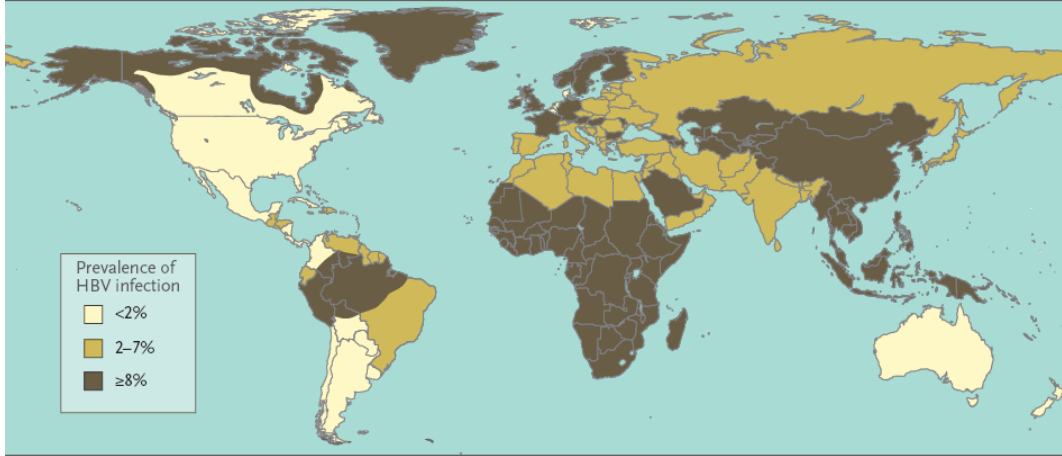 Prevalence of
HBV infection
<2%
2–7%
≥8%